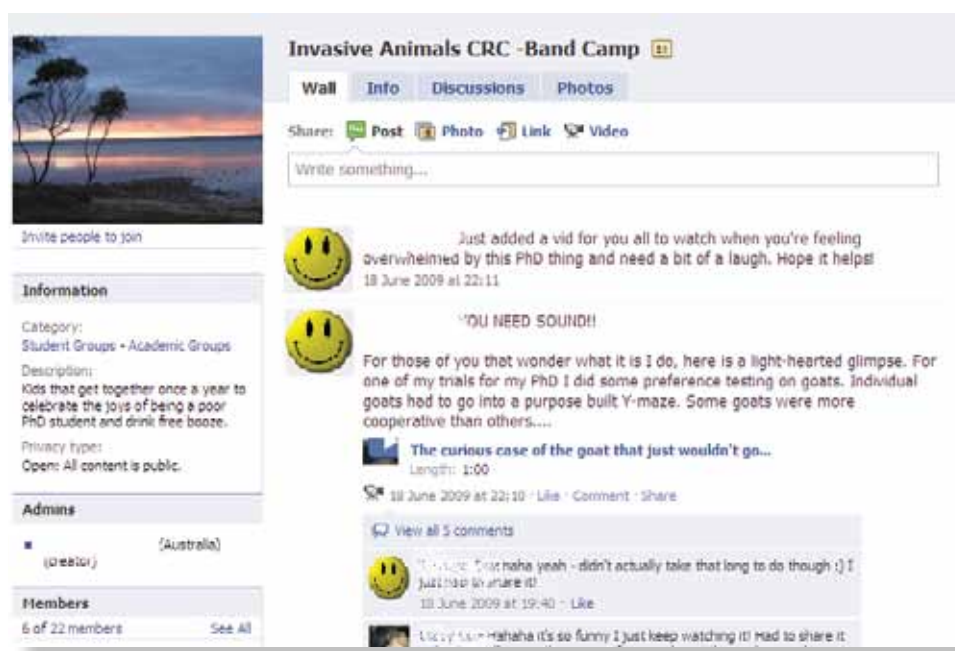 Invasive Animals CRC -Band Camp
Wall Info Discussions Photos
Share: Post Photo Link Video
Write something...
Invite people to join
Information
Category:
Student Groups - Academic Groups
Description:
Kids that get together once a year to
celebrate the joys of being a poor
PhD student and drink free booze.
Privacy type:
Open: All content is public.
Admins
(Australia)
(creator)
Members
6 of 22 members See All
Just added a vid for you all to watch when you're feeling
overwhelmed by this PhD thing and need a bit of a laugh. Hope it helps!
18 June 2009 at 22:11
YOU NEED SOUND!!
For those of you that wonder what it is I do, here is a light-hearted glimpse. For
one of my trials for my PhD I did some preference testing on goats. Individual
goats had to go into a purpose built Y-maze. Some goats were more
cooperative than others....
The curious case of the goat that just wouldn't go...
Length: 1:00
18 June 2009 at 22:10 · Like · Comment · Share
View all 5 comments
haha yeah - didn't actually take that long to do though :) I
just had to share it!
18 June 2009 at 19:40 · Like
Hahaha it's so funny I just keep watching it! Had to share it